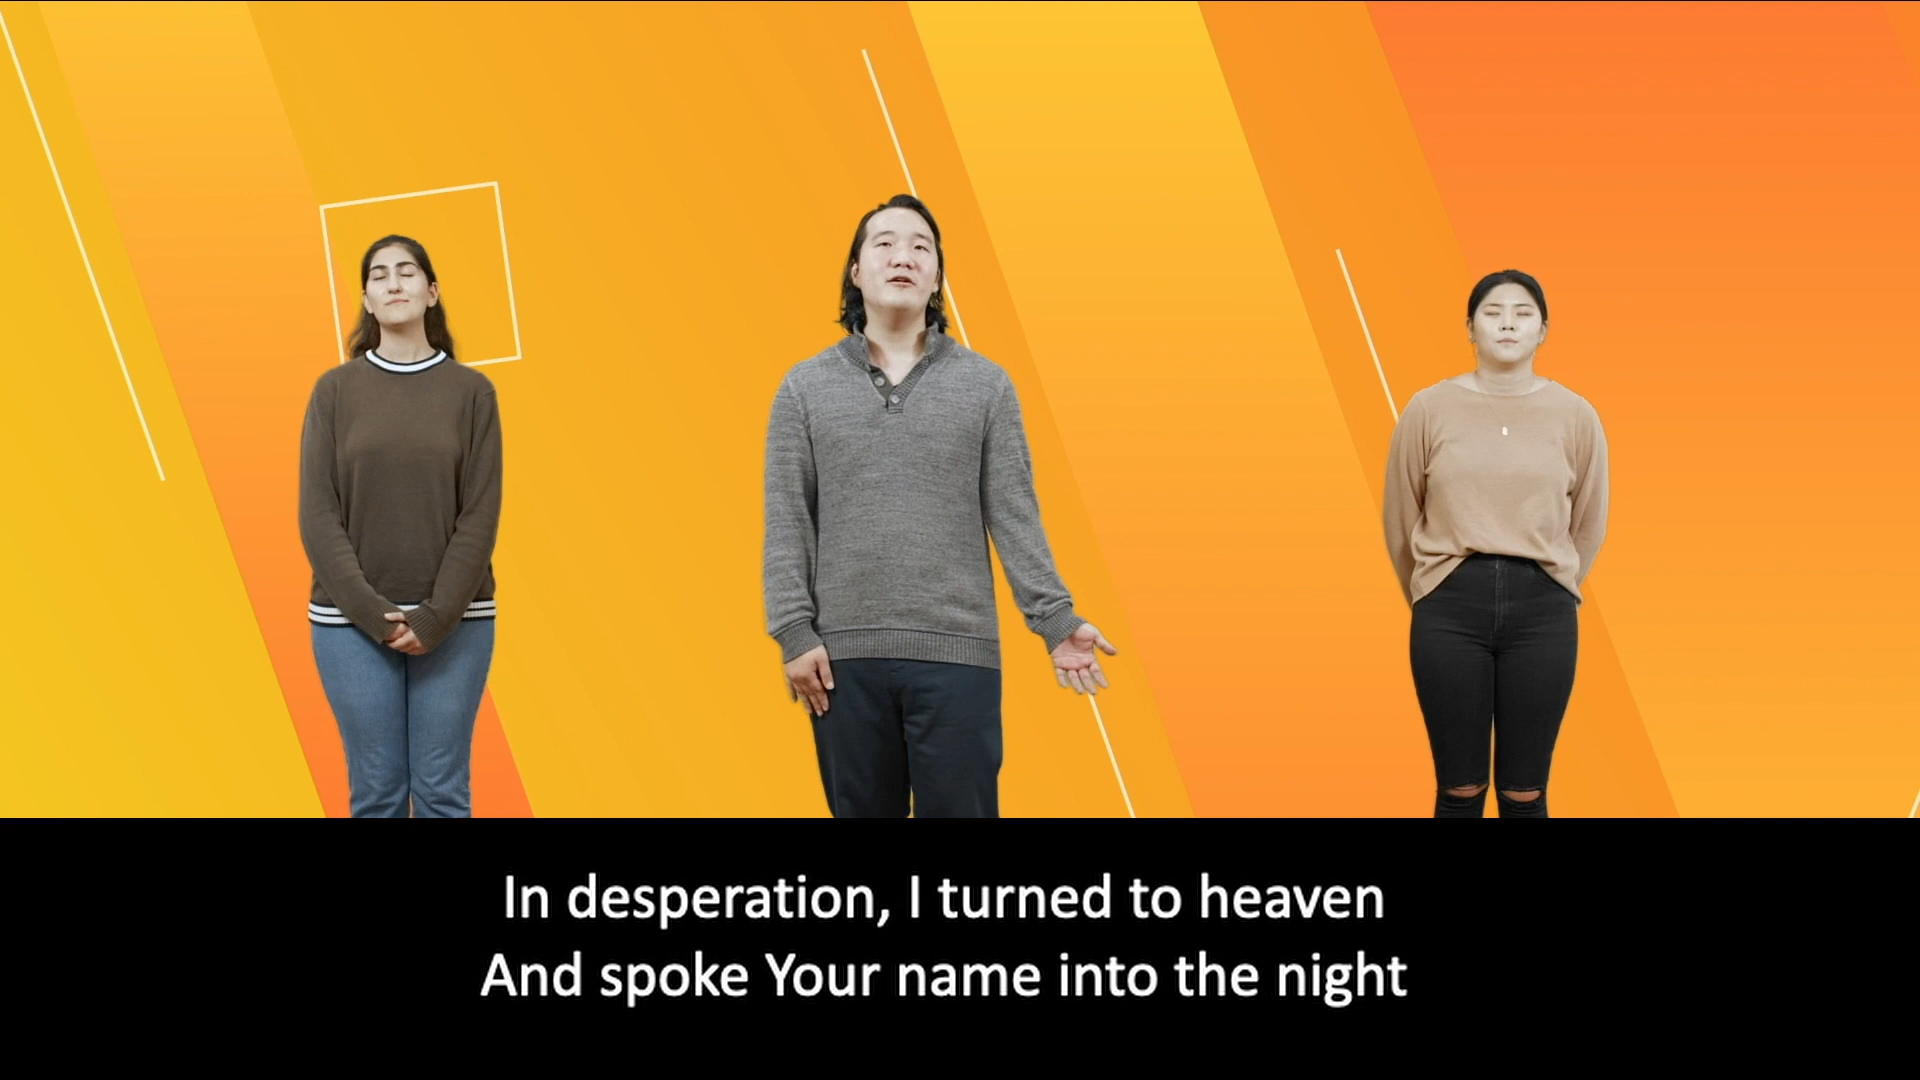 In desperation, I turned to heaven
And spoke Your name into the night